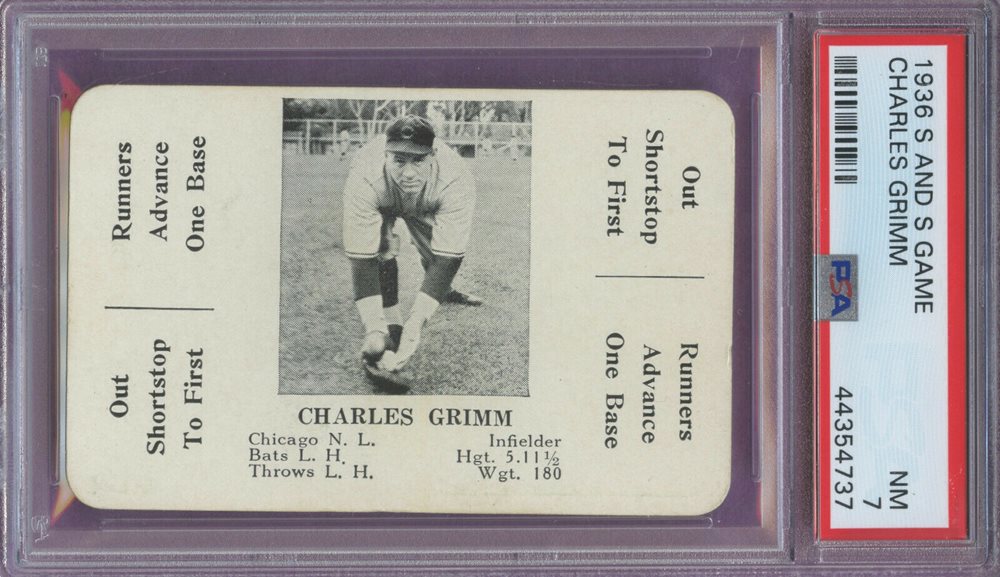 Runners
Advance
One Base
Out
Shortstop
To First
CHARLES GRIMM
Chicago N. L.
Bats L. H.
Throws L. H.
Infielder
Hgt. 5.11½
Wgt. 180
Out
Shortstop
To First
Runners
Advance
One Base
1936 S AND S GAME
CHARLES GRIMM
PSA
NM
7
44354737